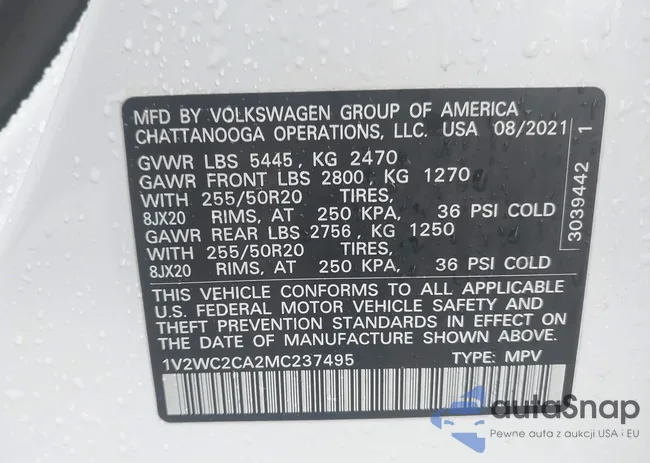 MFD BY VOLKSWAGEN GROUP OF AMERICA
CHATTANOOGA OPERATIONS, LLC. USA 08/2021
GVWR LBS 5445, KG 2470
GAWR FRONT LBS 2800, KG 1270
WITH 255/50R20 TIRES,
8JX20 RIMS, AT 250 KPA, 36 PSI COLD
GAWR REAR LBS 2756, KG 1250
WITH 255/50R20 TIRES,
8JX20 RIMS, AT 250 KPA, 36 PSI COLD
THIS VEHICLE CONFORMS TO ALL APPLICABLE
U.S. FEDERAL MOTOR VEHICLE SAFETY AND
THEFT PREVENTION STANDARDS IN EFFECT ON
THE DATE OF MANUFACTURE SHOWN ABOVE.
1V2WC2CA2MC237495 TYPE: MPV
3039442 1
autoSnap
Pewne auta z aukcji USA i EU